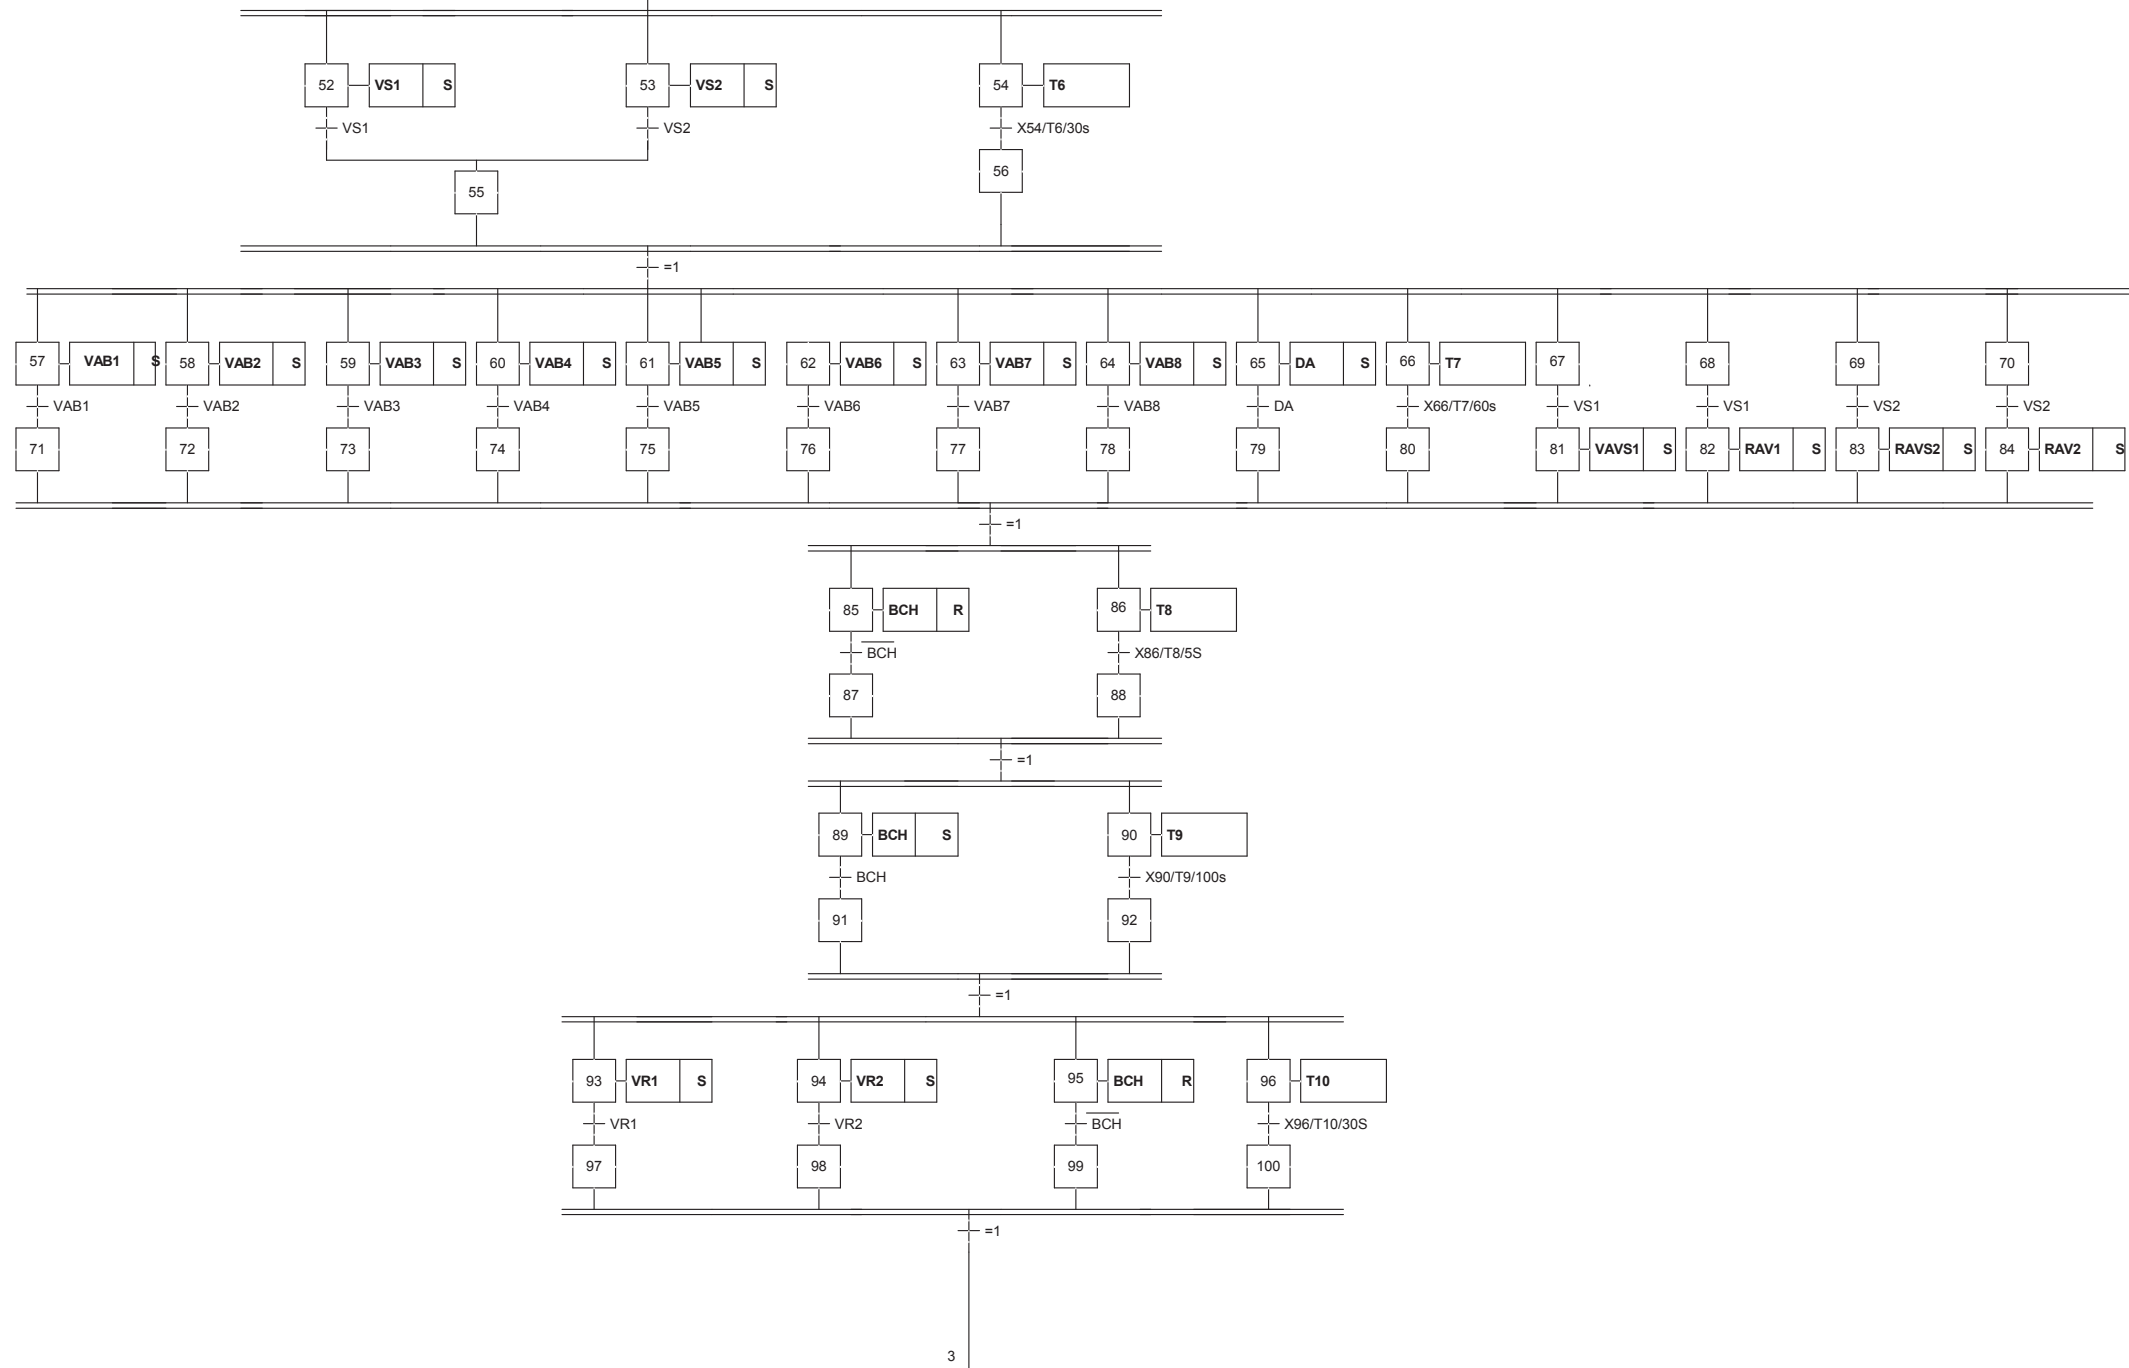 52 VS1 S 53 VS2 S 54 T6
VS1 VS2 X54/T6/30s
56
55
=1
57 VAB1 S 58 VAB2 S 59 VAB3 S 60 VAB4 S 61 VAB5 S 62 VAB6 S 63 VAB7 S 64 VAB8 S 65 DA S 66 T7 67 68 69 70
VAB1 VAB2 VAB3 VAB4 VAB5 VAB6 VAB7 VAB8 DA X66/T7/60s VS1 VS1 VS2 VS2
71 72 73 74 75 76 77 78 79 80 81 VAVS1 S 82 RAV1 S 83 RAVS2 S 84 RAV2 S
=1
85 BCH R 86 T8
BCH X86/T8/5S
87 88
=1
89 BCH S 90 T9
BCH X90/T9/100s
91 92
=1
93 VR1 S 94 VR2 S 95 BCH R 96 T10
VR1 VR2 BCH X96/T10/30S
97 98 99 100
=1
3